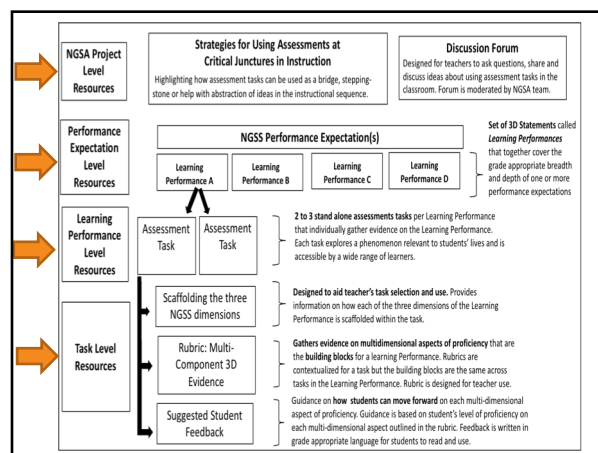 NGSA Project
Level
Resources
Strategies for Using Assessments at
Critical Junctures in Instruction
Highlighting how assessment tasks can be used as a bridge, stepping-
stone or help with abstraction of ideas in the instructional sequence.
Discussion Forum
Designed for teachers to ask questions, share and
discuss ideas about using assessment tasks in the
classroom. Forum is moderated by NGSA team.
Performance
Expectation
Level
Resources
NGSS Performance Expectation(s)
Learning
Performance A
Learning
Performance B
Learning
Performance C
Learning
Performance D
Set of 3D Statements called
Learning Performances
that together cover the
grade appropriate breadth
and depth of one or more
performance expectations
Learning
Performance
Level
Resources
Assessment
Task
Assessment
Task
2 to 3 stand alone assessments tasks per Learning Performance
that individually gather evidence on the Learning Performance.
Each task explores a phenomenon relevant to students' lives and is
accessible by a wide range of learners.
Task Level
Resources
Scaffolding the three
NGSS dimensions
Designed to aid teacher's task selection and use. Provides
information on how each of the three dimensions of the Learning
Performance is scaffolded within the task.
Rubric: Multi-
Component 3D
Evidence
Gathers evidence on multidimensional aspects of proficiency that are
the building blocks for a learning Performance. Rubrics are
contextualized for a task but the building blocks are the same across
tasks in the Learning Performance. Rubric is designed for teacher use.
Suggested Student
Feedback
Guidance on how students can move forward on each multi-dimensional
aspect of proficiency. Guidance is based on student's level of proficiency on
each multi-dimensional aspect outlined in the rubric. Feedback is written in
grade appropriate language for students to read and use.